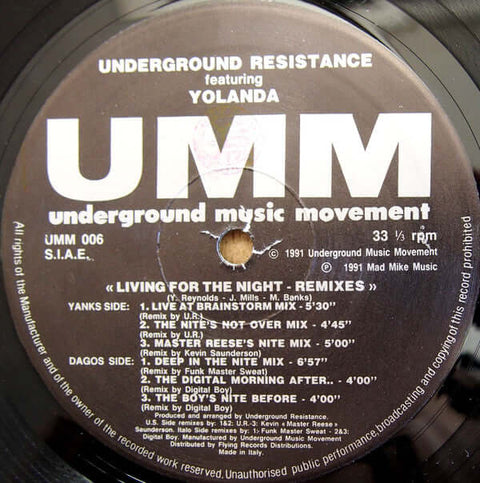 UNDERGROUND RESISTANCE
featuring
YOLANDA
UMM
underground music movement
UMM 006
S.I.A.E.
33 ⅓ rpm
© 1991 Underground Music Movement
℗ 1991 Mad Mike Music
« LIVING FOR THE NIGHT - REMIXES »
(Y. Reynolds - J. Mills - M. Banks)
YANKS SIDE: 1. LIVE AT BRAINSTORM MIX - 5'30"
(Remix by U.R.)
2. THE NITE'S NOT OVER MIX - 4'45"
(Remix by U.R.)
3. MASTER REESE'S NITE MIX - 5'00"
(Remix by Kevin Saunderson)
DAGOS SIDE: 1. DEEP IN THE NITE MIX - 6'57"
(Remix by Funk Master Sweat)
2. THE DIGITAL MORNING AFTER.. - 4'00"
(Remix by Digital Boy)
3. THE BOY'S NITE BEFORE - 4'00"
(Remix by Digital Boy)
Produced and arranged by Underground Resistance.
U.S. Side remixes by: 1&2: U.R.-3: Kevin « Master Reese »
Saunderson. Italo Side remixes by: 1: Funk Master Sweat - 2&3:
Digital Boy. Manufactured by Underground Music Movement
Distributed by Flying Records Distributions.
Made in Italy.
All rights of the Manufacturer and of the owner of the recorded work reserved. Unauthorised public performance, broadcasting and copying of this record prohibited